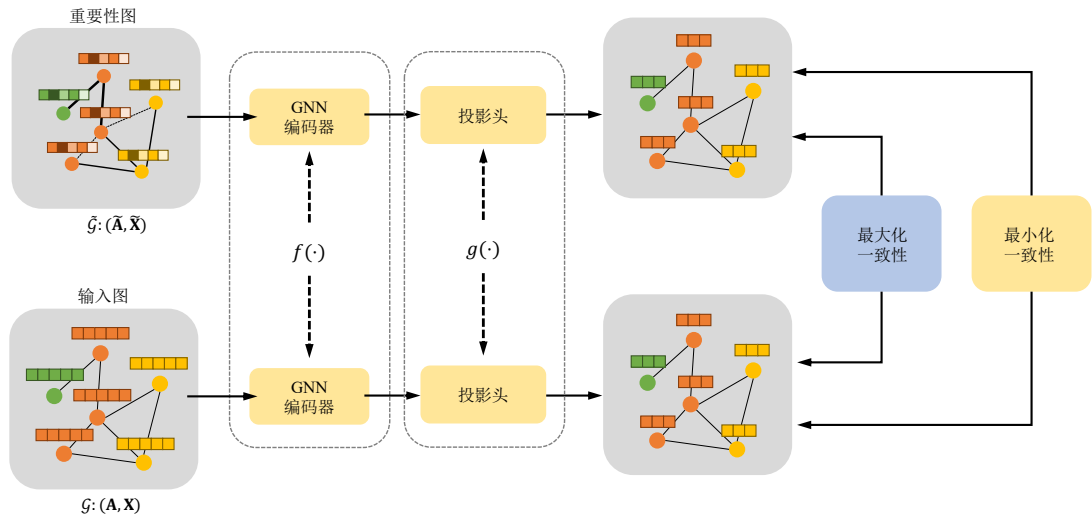 重要性图
GNN
编码器
投影头
𝒢̃: (𝐀̃, 𝐗̃)
f(·)
g(·)
最大化
一致性
最小化
一致性
输入图
GNN
编码器
投影头
𝒢: (𝐀, 𝐗)